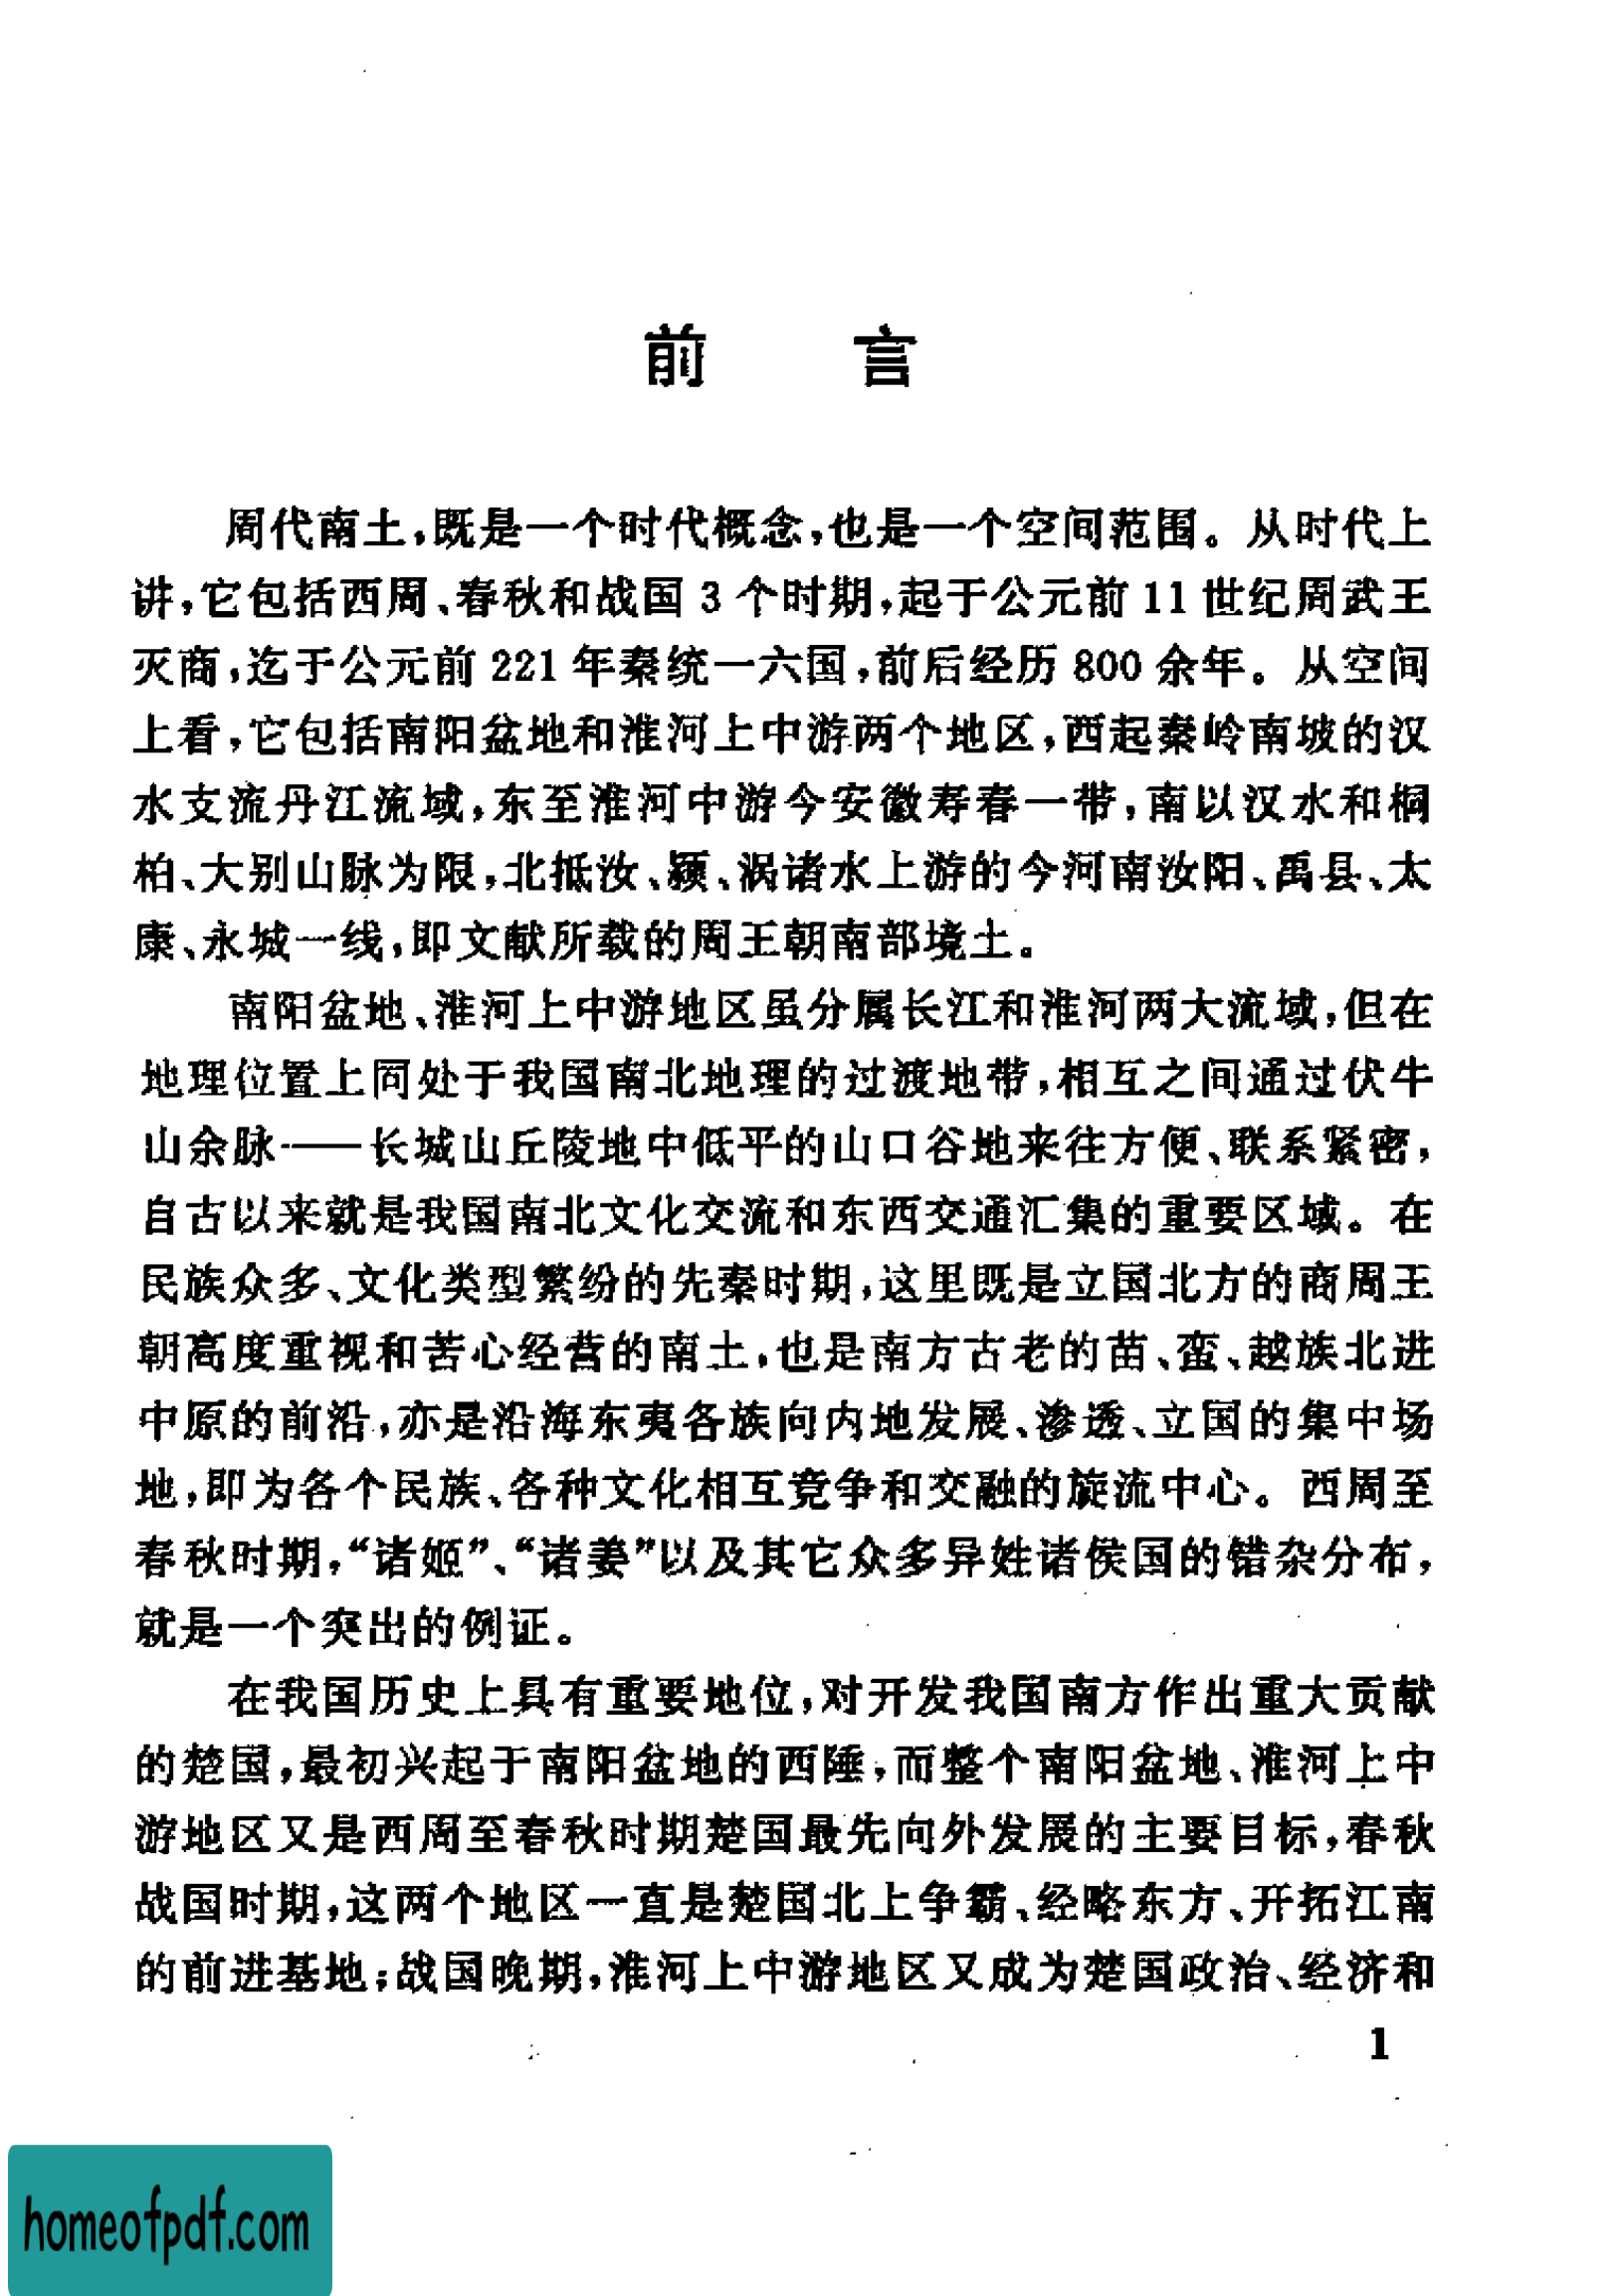 前 言
周代南土,既是一个时代概念,也是一个空间范围。从时代上
讲,它包括西周、春秋和战国 3 个时期,起于公元前 11 世纪周武王
灭商,迄于公元前 221 年秦统一六国,前后经历 800 余年。从空间
上看,它包括南阳盆地和淮河上中游两个地区,西起秦岭南坡的汉
水支流丹江流域,东至淮河中游今安徽寿春一带,南以汉水和桐
柏、大别山脉为限,北抵汝、颍、涡诸水上游的今河南汝阳、禹县、太
康、永城一线,即文献所载的周王朝南部境土。
南阳盆地、淮河上中游地区虽分属长江和淮河两大流域,但在
地理位置上同处于我国南北地理的过渡地带,相互之间通过伏牛
山余脉——长城山丘陵地中低平的山口谷地来往方便、联系紧密,
自古以来就是我国南北文化交流和东西交通汇集的重要区域。在
民族众多、文化类型繁纷的先秦时期,这里既是立国北方的商周王
朝高度重视和苦心经营的南土,也是南方古老的苗、蛮、越族北进
中原的前沿,亦是沿海东夷各族向内地发展、渗透、立国的集中场
地,即为各个民族、各种文化相互竞争和交融的旋流中心。西周至
春秋时期,“诸姬”、“诸姜”以及其它众多异姓诸侯国的错杂分布,
就是一个突出的例证。
在我国历史上具有重要地位,对开发我国南方作出重大贡献
的楚国,最初兴起于南阳盆地的西陲,而整个南阳盆地、淮河上中
游地区又是西周至春秋时期楚国最先向外发展的主要目标,春秋
战国时期,这两个地区一直是楚国北上争霸、经略东方、开拓江南
的前进基地;战国晚期,淮河上中游地区又成为楚国政治、经济和
1
homeofpdf.com